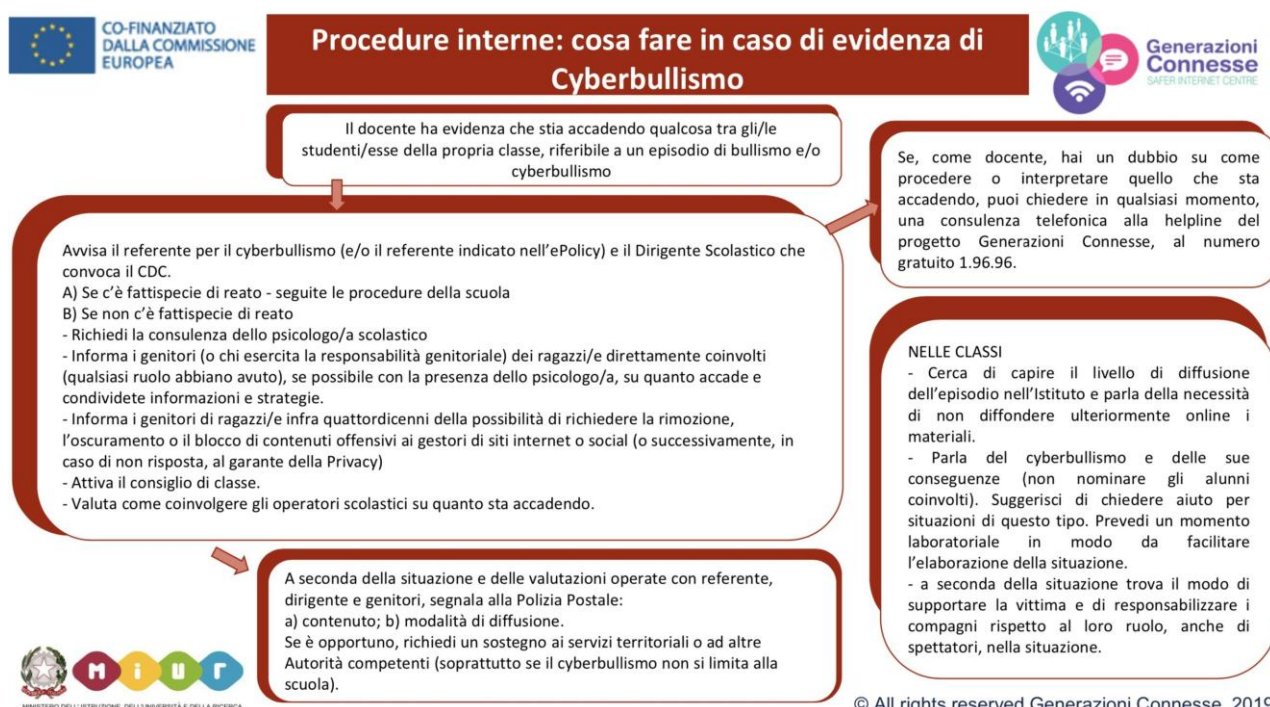 CO-FINANZIATO
DALLA COMMISSIONE
EUROPEA
Procedure interne: cosa fare in caso di evidenza di
Cyberbullismo
Generazioni
Connesse
SAFER INTERNET CENTRE
Il docente ha evidenza che stia accadendo qualcosa tra gli/le
studenti/esse della propria classe, riferibile a un episodio di bullismo e/o
cyberbullismo
Se, come docente, hai un dubbio su come
procedere o interpretare quello che sta
accadendo, puoi chiedere in qualsiasi momento,
una consulenza telefonica alla helpline del
progetto Generazioni Connesse, al numero
gratuito 1.96.96.
Avvisa il referente per il cyberbullismo (e/o il referente indicato nell'ePolicy) e il Dirigente Scolastico che
convoca il CDC.
A) Se c'è fattispecie di reato - seguite le procedure della scuola
B) Se non c'è fattispecie di reato
- Richiedi la consulenza dello psicologo/a scolastico
- Informa i genitori (o chi esercita la responsabilità genitoriale) dei ragazzi/e direttamente coinvolti
(qualsiasi ruolo abbiano avuto), se possibile con la presenza dello psicologo/a, su quanto accade e
condividete informazioni e strategie.
- Informa i genitori di ragazzi/e infra quattordicenni della possibilità di richiedere la rimozione,
l'oscuramento o il blocco di contenuti offensivi ai gestori di siti internet o social (o successivamente, in
caso di non risposta, al garante della Privacy)
- Attiva il consiglio di classe.
- Valuta come coinvolgere gli operatori scolastici su quanto sta accadendo.
NELLE CLASSI
- Cerca di capire il livello di diffusione
dell'episodio nell'Istituto e parla della necessità
di non diffondere ulteriormente online i
materiali.
- Parla del cyberbullismo e delle sue
conseguenze (non nominare gli alunni
coinvolti). Suggerisci di chiedere aiuto per
situazioni di questo tipo. Prevedi un momento
laboratoriale in modo da facilitare
l'elaborazione della situazione.
- a seconda della situazione trova il modo di
supportare la vittima e di responsabilizzare i
compagni rispetto al loro ruolo, anche di
spettatori, nella situazione.
A seconda della situazione e delle valutazioni operate con referente,
dirigente e genitori, segnala alla Polizia Postale:
a) contenuto; b) modalità di diffusione.
Se è opportuno, richiedi un sostegno ai servizi territoriali o ad altre
Autorità competenti (soprattutto se il cyberbullismo non si limita alla
scuola).
MIUR
MINISTERO DELL'ISTRUZIONE, DELL'UNIVERSITÀ E DELLA RICERCA
© All rights reserved Generazioni Connesse, 2019